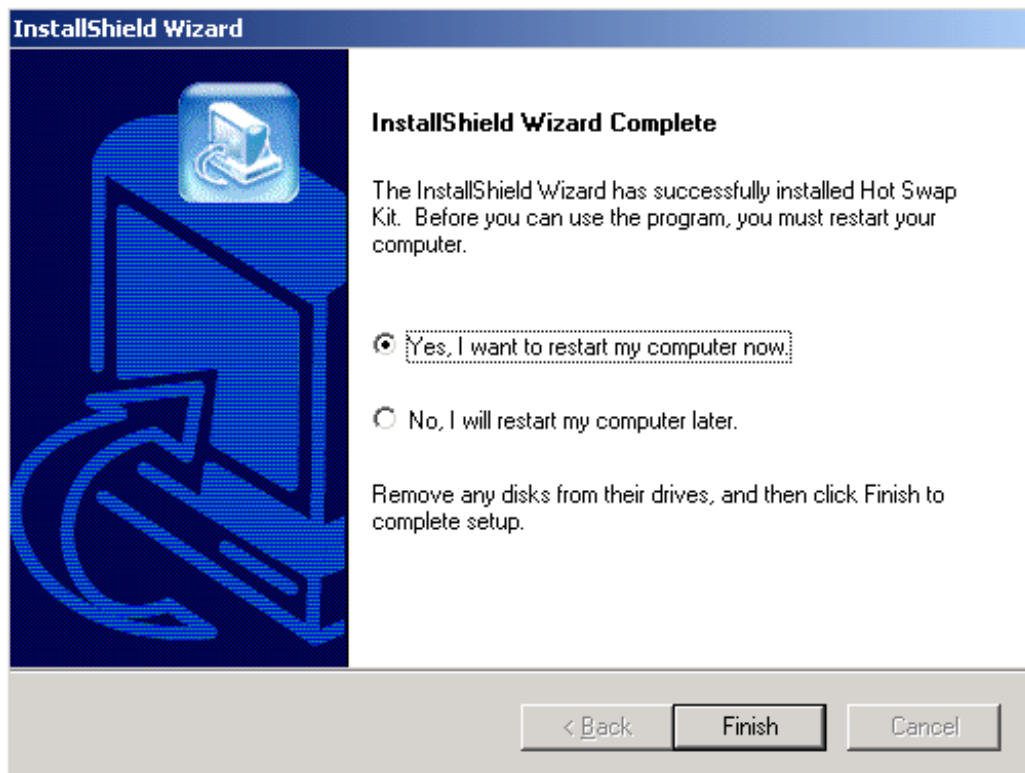 InstallShield Wizard
InstallShield Wizard Complete
The InstallShield Wizard has successfully installed Hot Swap
Kit.  Before you can use the program, you must restart your
computer.
Yes, I want to restart my computer now.
No, I will restart my computer later.
Remove any disks from their drives, and then click Finish to
complete setup.
< Back
Finish
Cancel